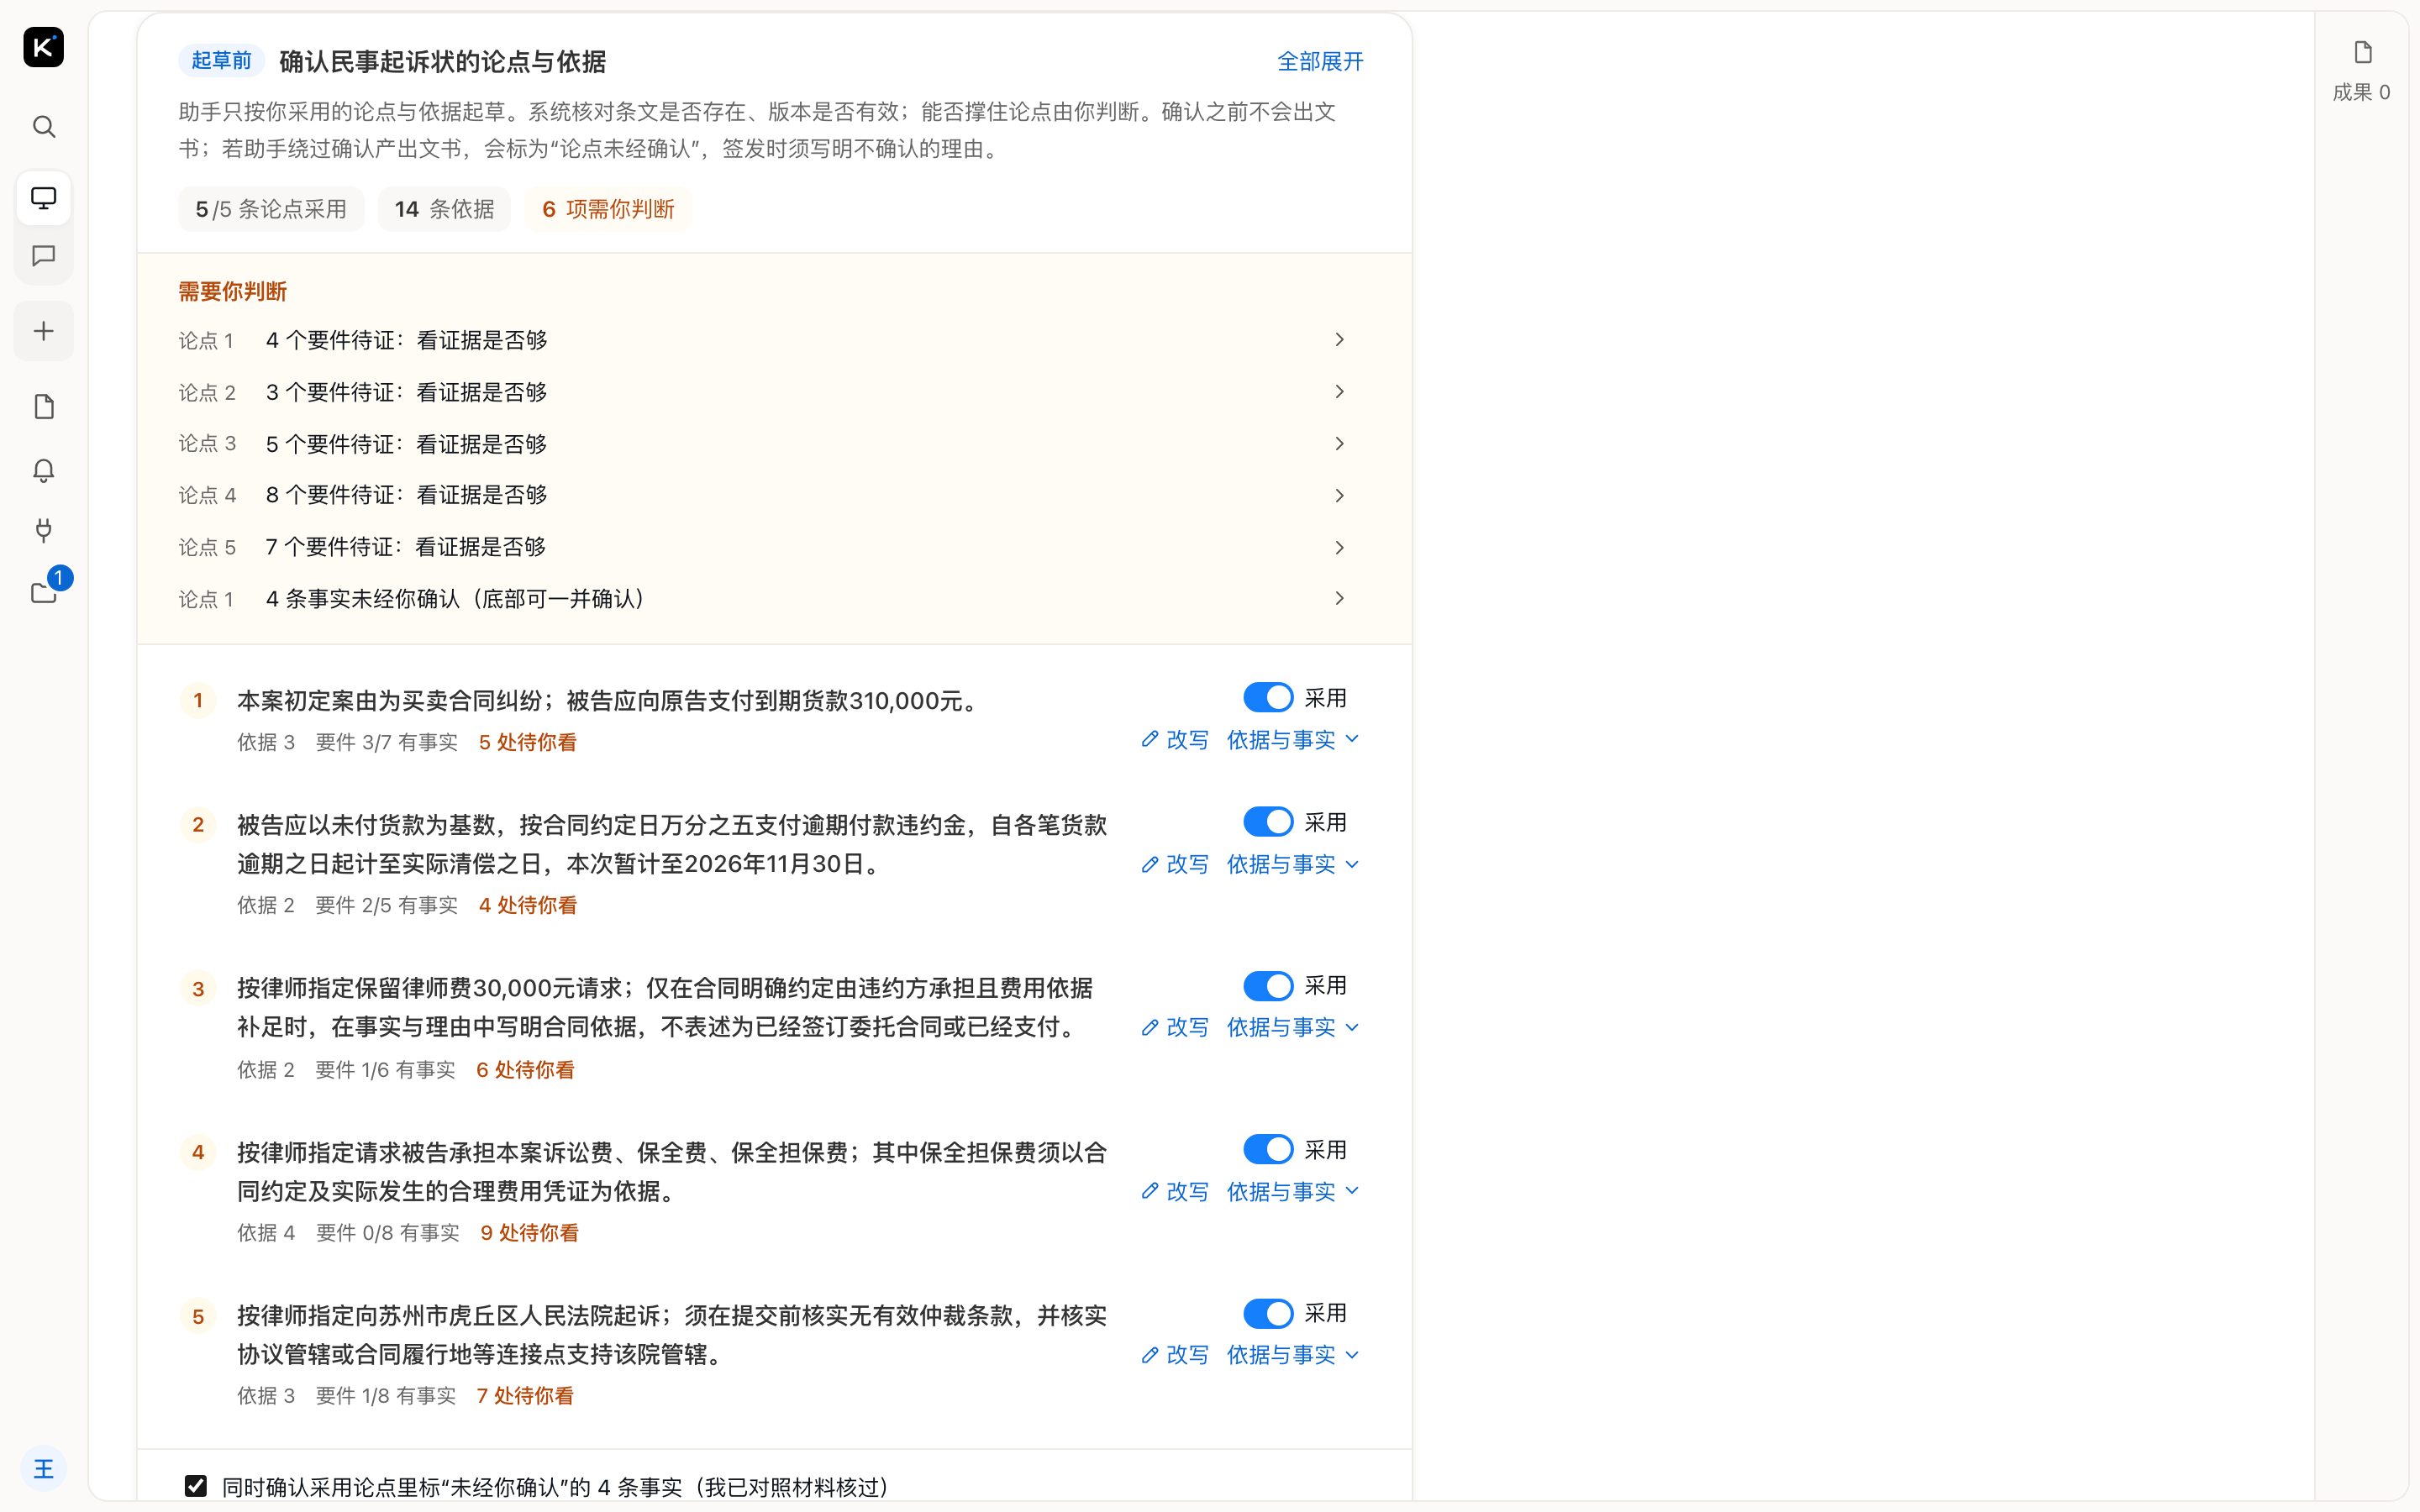 K
起草前 确认民事起诉状的论点与依据 全部展开
成果 0
助手只按你采用的论点与依据起草。系统核对条文是否存在、版本是否有效；能否撑住论点由你判断。确认之前不会出文
书；若助手绕过确认产出文书，会标为“论点未经确认”，签发时须写明不确认的理由。
5/5 条论点采用 14 条依据 6 项需你判断
需要你判断
论点 1 4 个要件待证：看证据是否够
论点 2 3 个要件待证：看证据是否够
论点 3 5 个要件待证：看证据是否够
论点 4 8 个要件待证：看证据是否够
论点 5 7 个要件待证：看证据是否够
论点 1 4 条事实未经你确认（底部可一并确认）
1
1 本案初定案由为买卖合同纠纷；被告应向原告支付到期货款310,000元。 采用
依据 3 要件 3/7 有事实 5 处待你看 改写 依据与事实
2 被告应以未付货款为基数，按合同约定日万分之五支付逾期付款违约金，自各笔货款 采用
逾期之日起计至实际清偿之日，本次暂计至2026年11月30日。 改写 依据与事实
依据 2 要件 2/5 有事实 4 处待你看
3 按律师指定保留律师费30,000元请求；仅在合同明确约定由违约方承担且费用依据 采用
补足时，在事实与理由中写明合同依据，不表述为已经签订委托合同或已经支付。 改写 依据与事实
依据 2 要件 1/6 有事实 6 处待你看
4 按律师指定请求被告承担本案诉讼费、保全费、保全担保费；其中保全担保费须以合 采用
同约定及实际发生的合理费用凭证为依据。 改写 依据与事实
依据 4 要件 0/8 有事实 9 处待你看
5 按律师指定向苏州市虎丘区人民法院起诉；须在提交前核实无有效仲裁条款，并核实 采用
协议管辖或合同履行地等连接点支持该院管辖。 改写 依据与事实
依据 3 要件 1/8 有事实 7 处待你看
王
同时确认采用论点里标“未经你确认”的 4 条事实（我已对照材料核过）